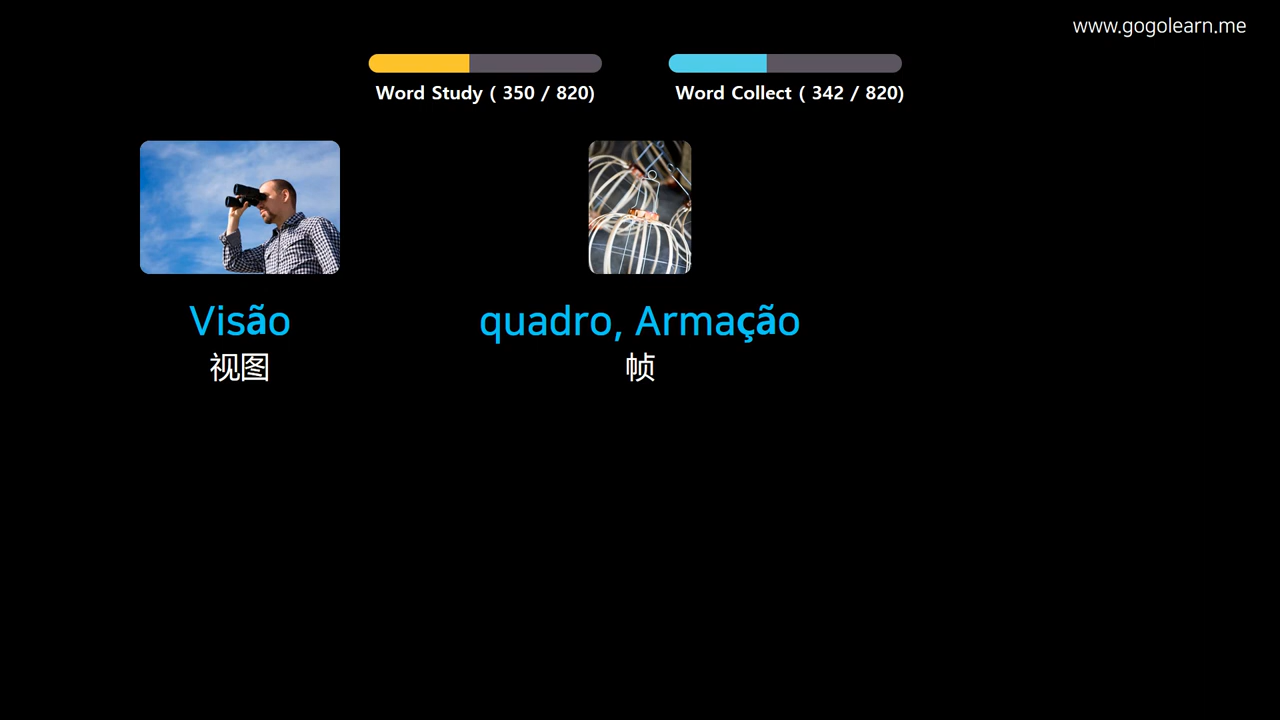 www.gogolearn.me
Word Study ( 350 / 820)
Word Collect ( 342 / 820)
Visão
quadro, Armação
视图
帧